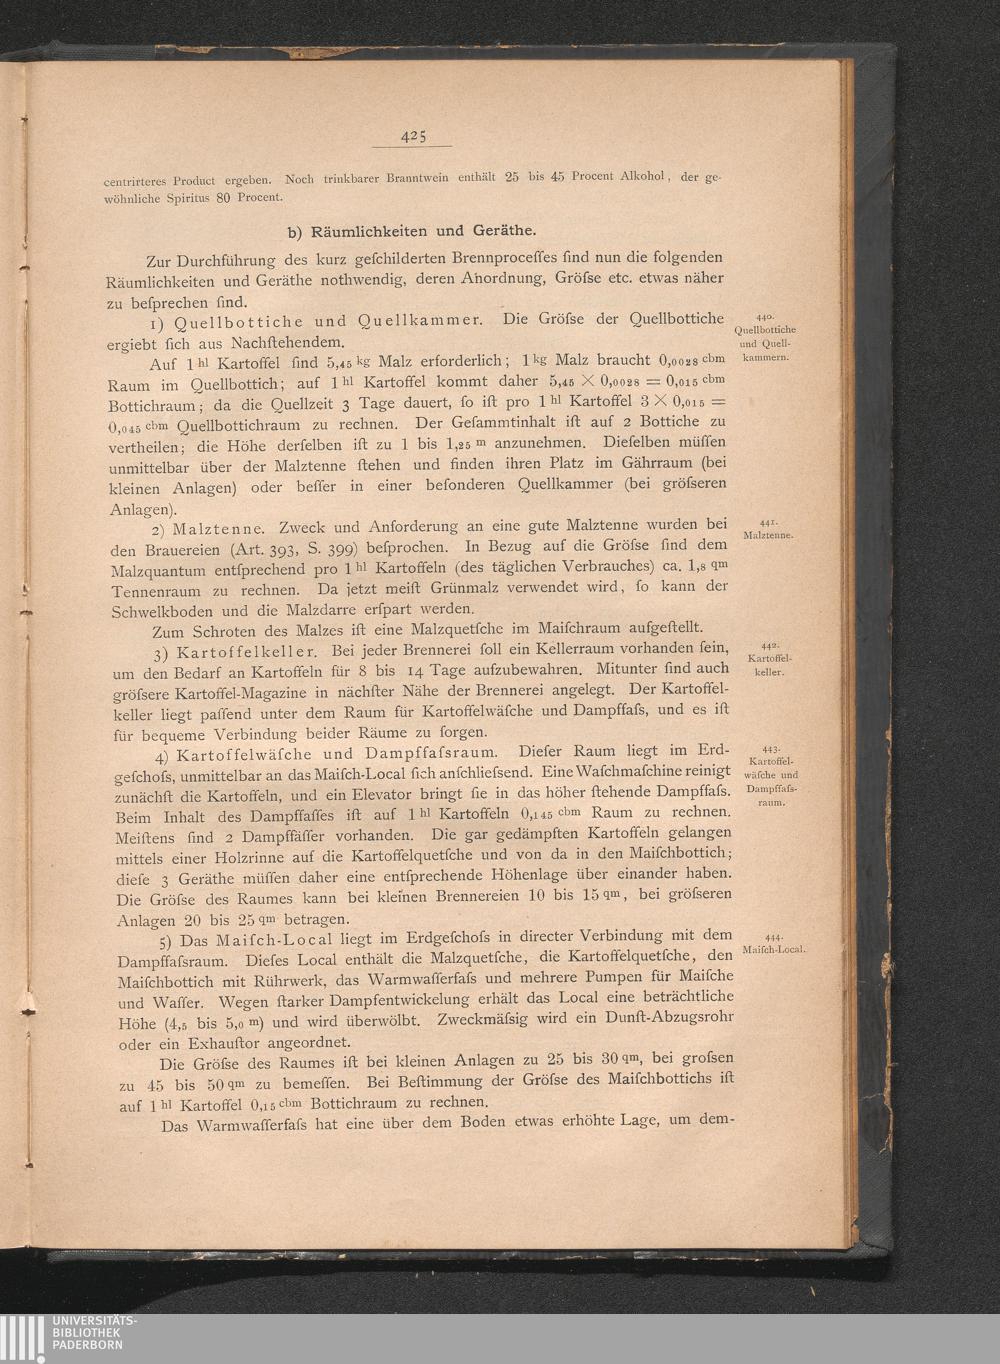 425
centrirteres Product ergeben. Noch trinkbarer Branntwein enthält 25 bis 45 Procent Alkohol, der ge-
wöhnliche Spiritus 80 Procent.
b) Räumlichkeiten und Geräthe.
Zur Durchführung des kurz geſchilderten Brennproceſſes ſind nun die folgenden
Räumlichkeiten und Geräthe nothwendig, deren Anordnung, Gröſse etc. etwas näher
zu beſprechen ſind.
1) Quellbottiche und Quellkammer. Die Gröſse der Quellbottiche
ergiebt ſich aus Nachſtehendem.
440.
Quellbottiche
und Quell-
kammern.
Auf 1 hl Kartoffel ſind 5,45 kg Malz erforderlich; 1 kg Malz braucht 0,0028 cbm
Raum im Quellbottich; auf 1 hl Kartoffel kommt daher 5,45 × 0,0028 = 0,015 cbm
Bottichraum; da die Quellzeit 3 Tage dauert, ſo iſt pro 1 hl Kartoffel 3 × 0,015 =
0,045 cbm Quellbottichraum zu rechnen. Der Geſammtinhalt iſt auf 2 Bottiche zu
vertheilen; die Höhe derſelben iſt zu 1 bis 1,25 m anzunehmen. Dieſelben müſſen
unmittelbar über der Malztenne ſtehen und finden ihren Platz im Gährraum (bei
kleinen Anlagen) oder beſſer in einer beſonderen Quellkammer (bei gröſseren
Anlagen).
2) Malztenne. Zweck und Anforderung an eine gute Malztenne wurden bei
den Brauereien (Art. 393, S. 399) beſprochen. In Bezug auf die Gröſse ſind dem
Malzquantum entſprechend pro 1 hl Kartoffeln (des täglichen Verbrauches) ca. 1,8 qm
Tennenraum zu rechnen. Da jetzt meiſt Grünmalz verwendet wird, ſo kann der
Schwelkboden und die Malzdarre erſpart werden.
441.
Malztenne.
Zum Schroten des Malzes iſt eine Malzquetſche im Maiſchraum aufgeſtellt.
3) Kartoffelkeller. Bei jeder Brennerei ſoll ein Kellerraum vorhanden ſein,
um den Bedarf an Kartoffeln für 8 bis 14 Tage aufzubewahren. Mitunter ſind auch
gröſsere Kartoffel-Magazine in nächſter Nähe der Brennerei angelegt. Der Kartoffel-
keller liegt paſſend unter dem Raum für Kartoffelwäſche und Dampffaſs, und es iſt
für bequeme Verbindung beider Räume zu ſorgen.
442.
Kartoffel-
keller.
4) Kartoffelwäſche und Dampffaſsraum. Dieſer Raum liegt im Erd-
geſchoſs, unmittelbar an das Maiſch-Local ſich anſchlieſsend. Eine Waſchmaſchine reinigt
zunächſt die Kartoffeln, und ein Elevator bringt ſie in das höher ſtehende Dampffaſs.
Beim Inhalt des Dampffaſſes iſt auf 1 hl Kartoffeln 0,145 cbm Raum zu rechnen.
Meiſtens ſind 2 Dampffäſſer vorhanden. Die gar gedämpften Kartoffeln gelangen
mittels einer Holzrinne auf die Kartoffelquetſche und von da in den Maiſchbottich;
dieſe 3 Geräthe müſſen daher eine entſprechende Höhenlage über einander haben.
Die Gröſse des Raumes kann bei kleinen Brennereien 10 bis 15 qm, bei gröſseren
Anlagen 20 bis 25 qm betragen.
443.
Kartoffel-
wäſche und
Dampffaſs-
raum.
5) Das Maiſch-Local liegt im Erdgeſchoſs in directer Verbindung mit dem
Dampffaſsraum. Dieſes Local enthält die Malzquetſche, die Kartoffelquetſche, den
Maiſchbottich mit Rührwerk, das Warmwaſſerfaſs und mehrere Pumpen für Maiſche
und Waſſer. Wegen ſtarker Dampfentwickelung erhält das Local eine beträchtliche
Höhe (4,5 bis 5,0 m) und wird überwölbt. Zweckmäſsig wird ein Dunſt-Abzugsrohr
oder ein Exhauſtor angeordnet.
444.
Maiſch-Local.
Die Gröſse des Raumes iſt bei kleinen Anlagen zu 25 bis 30 qm, bei groſsen
zu 45 bis 50 qm zu bemeſſen. Bei Beſtimmung der Gröſse des Maiſchbottichs iſt
auf 1 hl Kartoffel 0,15 cbm Bottichraum zu rechnen.
Das Warmwaſſerfaſs hat eine über dem Boden etwas erhöhte Lage, um dem-
UNIVERSITÄTS-
BIBLIOTHEK
PADERBORN